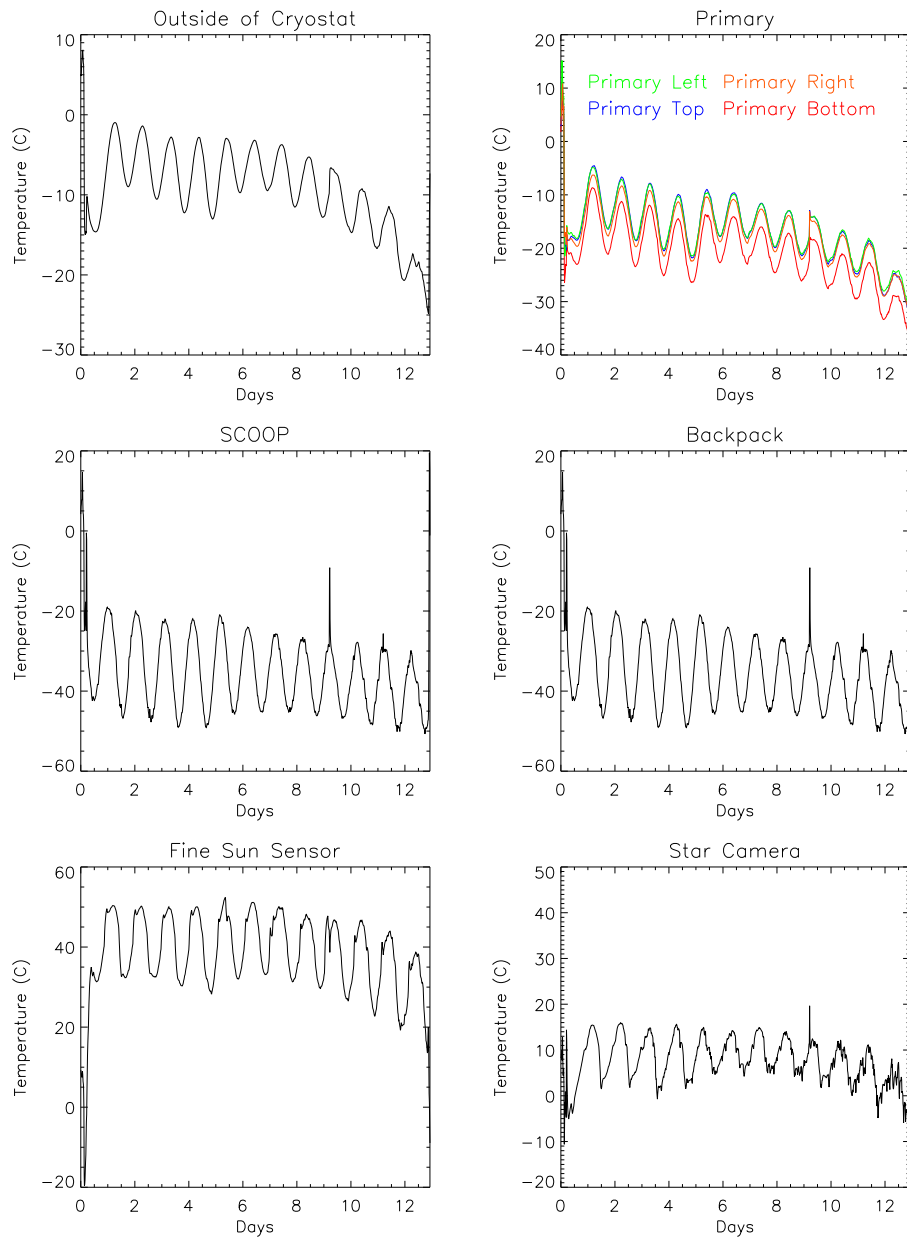 Outside of Cryostat
Temperature (C)
10
0
−10
−20
−30
0 2 4 6 8 10 12
Days
Primary
Primary Left Primary Right
Primary Top Primary Bottom
Temperature (C)
20
10
0
−10
−20
−30
−40
0 2 4 6 8 10 12
Days
SCOOP
Temperature (C)
20
0
−20
−40
−60
0 2 4 6 8 10 12
Days
Backpack
Temperature (C)
20
0
−20
−40
−60
0 2 4 6 8 10 12
Days
Fine Sun Sensor
Temperature (C)
60
40
20
0
−20
0 2 4 6 8 10 12
Days
Star Camera
Temperature (C)
50
40
30
20
10
0
−10
−20
0 2 4 6 8 10 12
Days